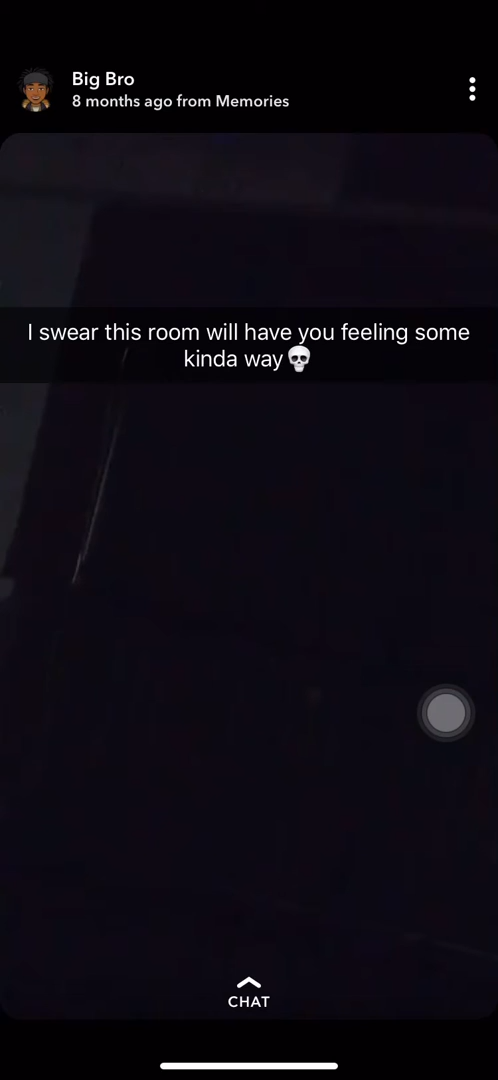 Big Bro
8 months ago from Memories
I swear this room will have you feeling some
kinda way💀
CHAT